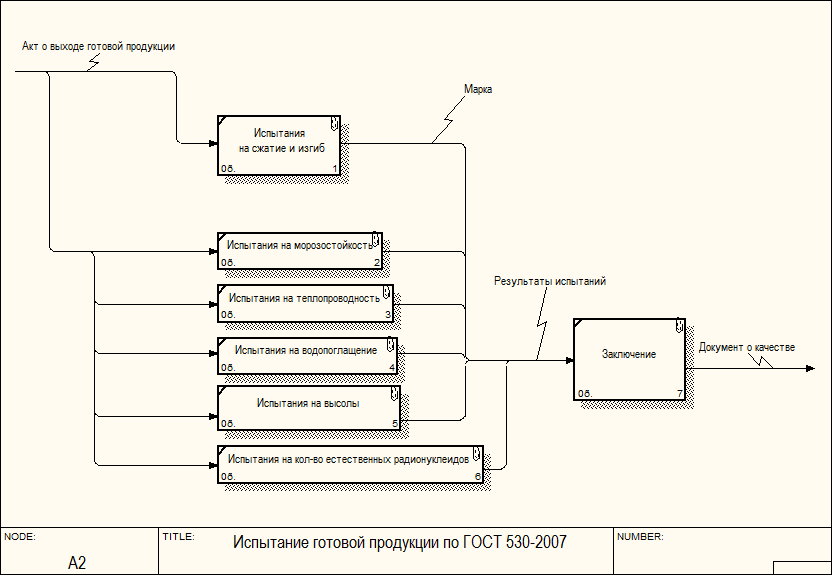 Акт о выходе готовой продукции
Марка
Испытания
на сжатие и изгиб
0б.
1
Испытания на морозостойкость
0б.
2
Испытания на теплопроводность
0б.
3
Результаты испытаний
Испытания на водопоглащение
0б.
4
Заключение
0б.
7
Документ о качестве
Испытания на высолы
0б.
5
Испытания на кол-во естественных радионуклеидов
0б.
6
NODE:
A2
TITLE:
Испытание готовой продукции по ГОСТ 530-2007
NUMBER: